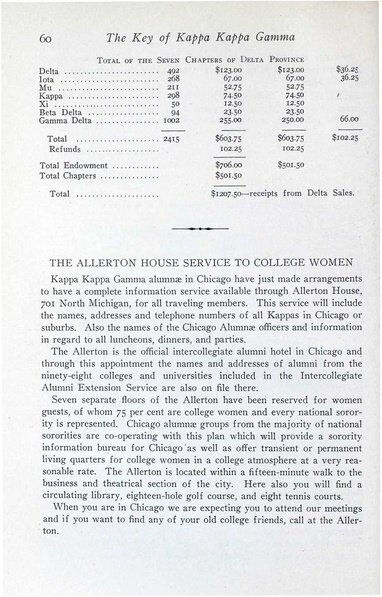 60 The Key of Kappa Kappa Gamma
TOTAL OF THE SEVEN CHAPTERS OF DELTA PROVINCE
Delta ........................ 492 $123.00 $123.00 $36.25
Iota ......................... 268 67.00 67.00 36.25
Mu .......................... 211 52.75 52.75
Kappa ....................... 298 74.50 74.50
Xi ........................... 50 12.50 12.50
Beta Delta .................. 94 23.50 23.50
Gamma Delta ................ 1002 255.00 250.00 66.00
Total .................... 2415 $603.75 $603.75 $102.25
Refunds .................. 102.25 102.25
Total Endowment ............ $706.00 $501.50
Total Chapters ............... $501.50
Total ..................... $1207.50—receipts from Delta Sales.
THE ALLERTON HOUSE SERVICE TO COLLEGE WOMEN
Kappa Kappa Gamma alumnæ in Chicago have just made arrangements
to have a complete information service available through Allerton House,
701 North Michigan, for all traveling members. This service will include
the names, addresses and telephone numbers of all Kappas in Chicago or
suburbs. Also the names of the Chicago Alumnæ officers and information
in regard to all luncheons, dinners, and parties.
The Allerton is the official intercollegiate alumni hotel in Chicago and
through this appointment the names and addresses of alumni from the
ninety-eight colleges and universities included in the Intercollegiate
Alumni Extension Service are also on file there.
Seven separate floors of the Allerton have been reserved for women
guests, of whom 75 per cent are college women and every national soror-
ity is represented. Chicago alumnæ groups from the majority of national
sororities are co-operating with this plan which will provide a sorority
information bureau for Chicago as well as offer transient or permanent
living quarters for college women in a college atmosphere at a very rea-
sonable rate. The Allerton is located within a fifteen-minute walk to the
business and theatrical section of the city. Here also you will find a
circulating library, eighteen-hole golf course, and eight tennis courts.
When you are in Chicago we are expecting you to attend our meetings
and if you want to find any of your old college friends, call at the Aller-
ton.